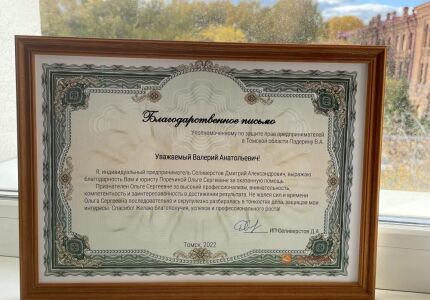 Благодарственное письмо
Уполномоченному по защите прав предпринимателей
в Томской области Падерину В.А.
Уважаемый Валерий Анатольевич!
Я, индивидуальный предприниматель Селиверстов Дмитрий Александрович, выражаю
благодарность Вам и юристу Поречиной Ольге Сергеевне за оказанную помощь.
Признателен Ольге Сергеевне за высокий профессионализм, внимательность,
компетентность и заинтересованность в достижении результата. Не жалея сил и времени
Ольга Сергеевна последовательно и скрупулезно разбиралась в тонкостях дела, защищая мои
интересы. Спасибо! Желаю благополучия, успехов и профессионального роста!
ИП Селиверстов Д.А.
Томск, 2022